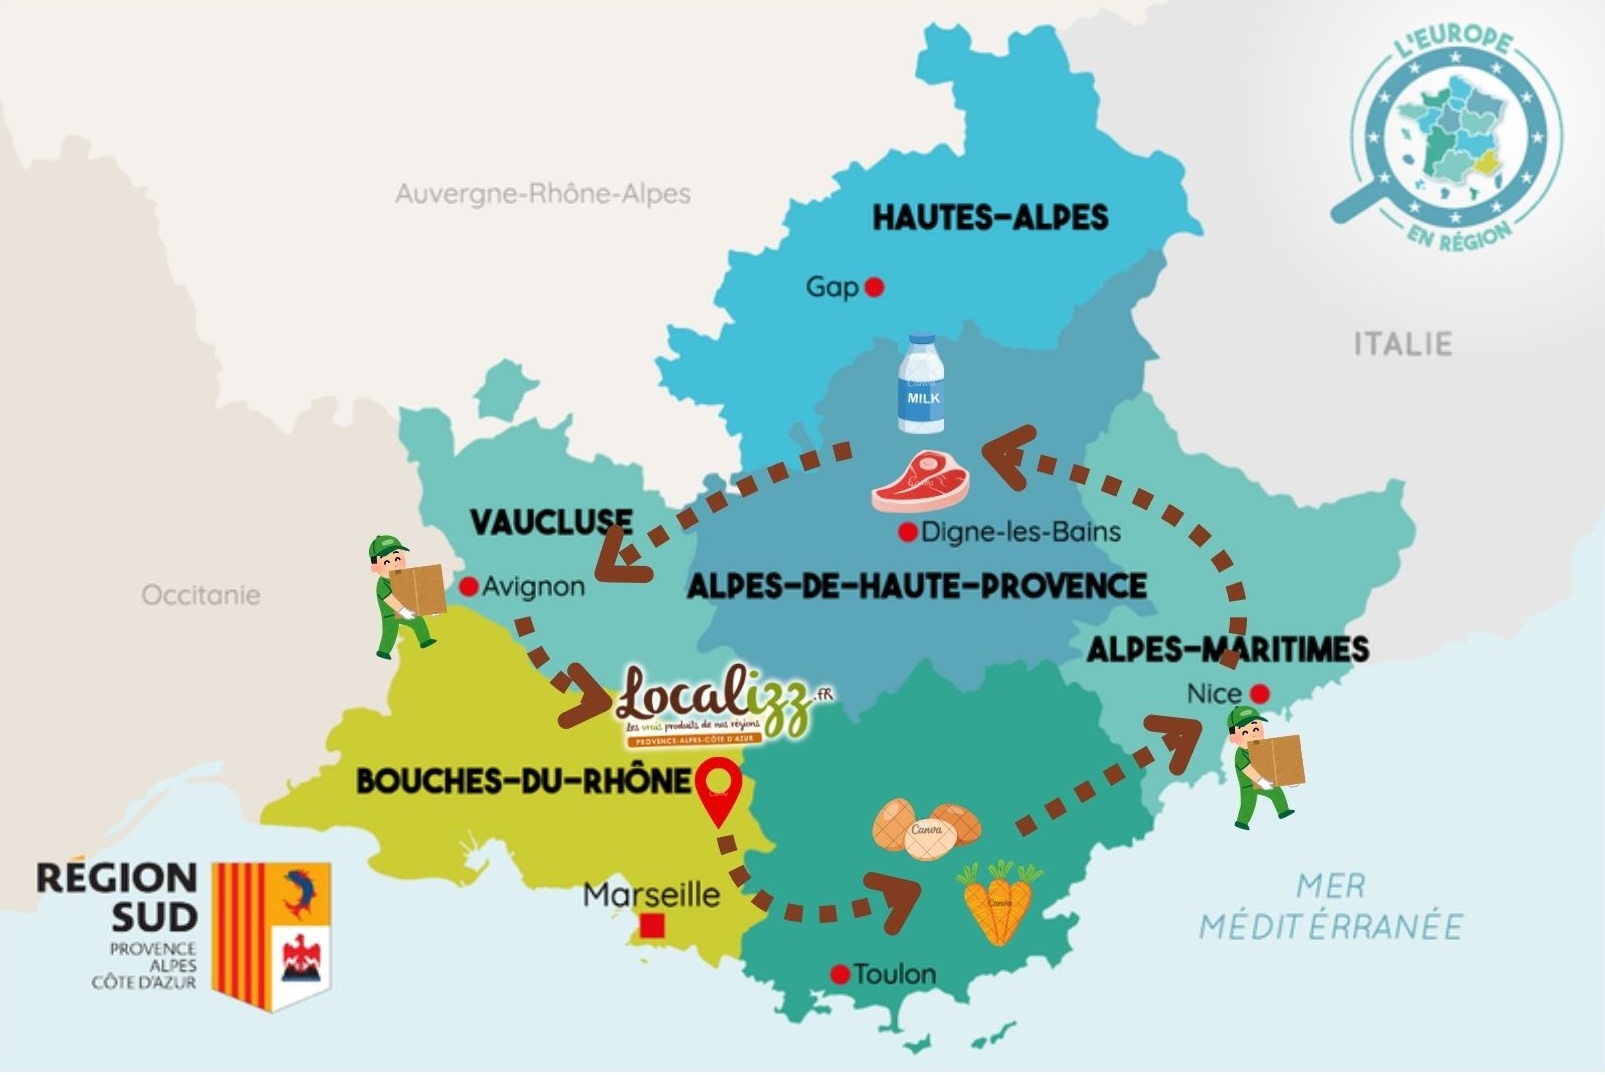 L'EUROPE
EN RÉGION
Auvergne-Rhône-Alpes
HAUTES-ALPES
Gap
ITALIE
MILK
VAUCLUSE
Digne-les-Bains
Avignon
ALPES-DE-HAUTE-PROVENCE
Occitanie
ALPES-MARITIMES
Nice
Localizz.FR
Les vrais produits de nos régions
PROVENCE-ALPES-CÔTE D'AZUR
BOUCHES-DU-RHÔNE
Canva
Canva
Marseille
MER
MÉDITÉRRANÉE
RÉGION
SUD
PROVENCE
ALPES
CÔTE D'AZUR
Toulon